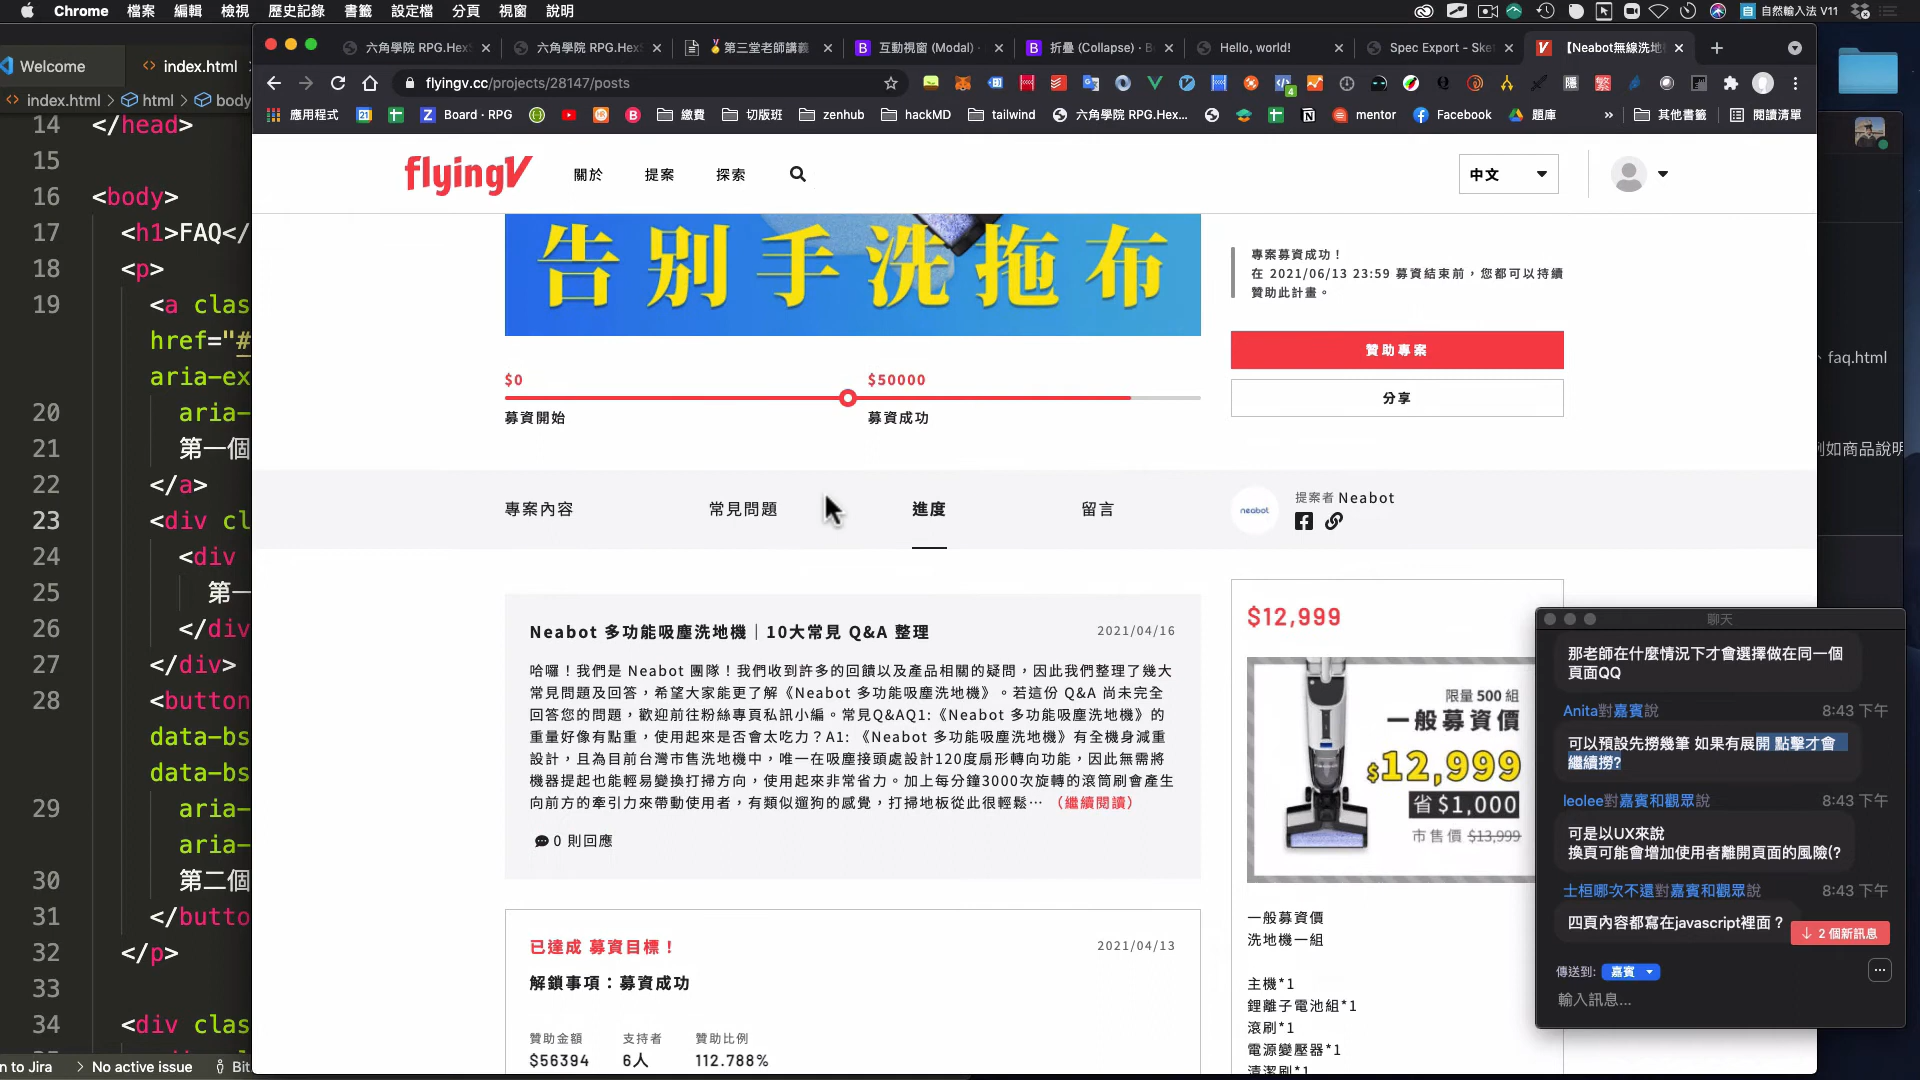 Chrome 檔案 編輯 檢視 歷史記錄 書籤 設定檔 分頁 視窗 說明
自然輸入法 V11
Welcome
index.html
index.html > html > body
14 </head>
15
16 <body>
17 <h1>FAQ</
18 <p>
19 <a clas
href="#
aria-ex
20 aria-
21 第一個
22 </a>
23 <div cl
24 <div
25 第一
26 </div
27 </div>
28 <button
data-bs
data-bs
29 aria-
aria-
30 第二個
31 </butto
32 </p>
33
34 <div clas
n to Jira
No active issue
Bit
六角學院 RPG.Hex
六角學院 RPG.Hex
第三堂老師講義
互動視窗 (Modal) ·
折疊 (Collapse) · B
Hello, world!
Spec Export - Sket
【Neabot無線洗地
flyingv.cc/projects/28147/posts
應用程式
Board · RPG
繳費
切版班
zenhub
hackMD
tailwind
六角學院 RPG.Hex...
mentor
Facebook
題庫
»
其他書籤
閱讀清單
flyingV
關於 提案 探索
中文
告別手洗拖布
專案募資成功！
在 2021/06/13 23:59 募資結束前，您都可以持續
贊助此計畫。
贊助專案
分享
$0
$50000
募資開始
募資成功
專案內容 常見問題 進度 留言
neabot
提案者 Neabot
Neabot 多功能吸塵洗地機｜10大常見 Q&A 整理
2021/04/16
哈囉！我們是 Neabot 團隊！我們收到許多的回饋以及產品相關的疑問，因此我們整理了幾大
常見問題及回答，希望大家能更了解《Neabot 多功能吸塵洗地機》。若這份 Q&A 尚未完全
回答您的問題，歡迎前往粉絲專頁私訊小編。常見Q&AQ1:《Neabot 多功能吸塵洗地機》的
重量好像有點重，使用起來是否會太吃力？A1: 《Neabot 多功能吸塵洗地機》有全機身減重
設計，且為目前台灣市售洗地機中，唯一在吸塵接頭處設計120度扇形轉向功能，因此無需將
機器提起也能輕易變換打掃方向，使用起來非常省力。加上每分鐘3000次旋轉的滾筒刷會產生
向前方的牽引力來帶動使用者，有類似遛狗的感覺，打掃地板從此很輕鬆… （繼續閱讀）
0 則回應
已達成 募資目標！
2021/04/13
解鎖事項：募資成功
贊助金額 支持者 贊助比例
$56394 6人 112.788%
$12,999
限量 500 組
一般募資價
$12,999
省 $1,000
市售價 $13,999
一般募資價
洗地機一組
主機*1
鋰離子電池組*1
滾刷*1
電源變壓器*1
清潔刷*1
faq.html
例如商品說明
聊天
那老師在什麼情況下才會選擇做在同一個
頁面QQ
Anita對嘉賓說 8:43 下午
可以預設先撈幾筆 如果有展開 點擊才會
繼續撈?
leolee對嘉賓和觀眾說 8:43 下午
可是以UX來說
換頁可能會增加使用者離開頁面的風險(?
士桓哪次不還對嘉賓和觀眾說 8:43 下午
四頁內容都寫在javascript裡面？
↓ 2 個新訊息
傳送到: 嘉賓
輸入訊息...